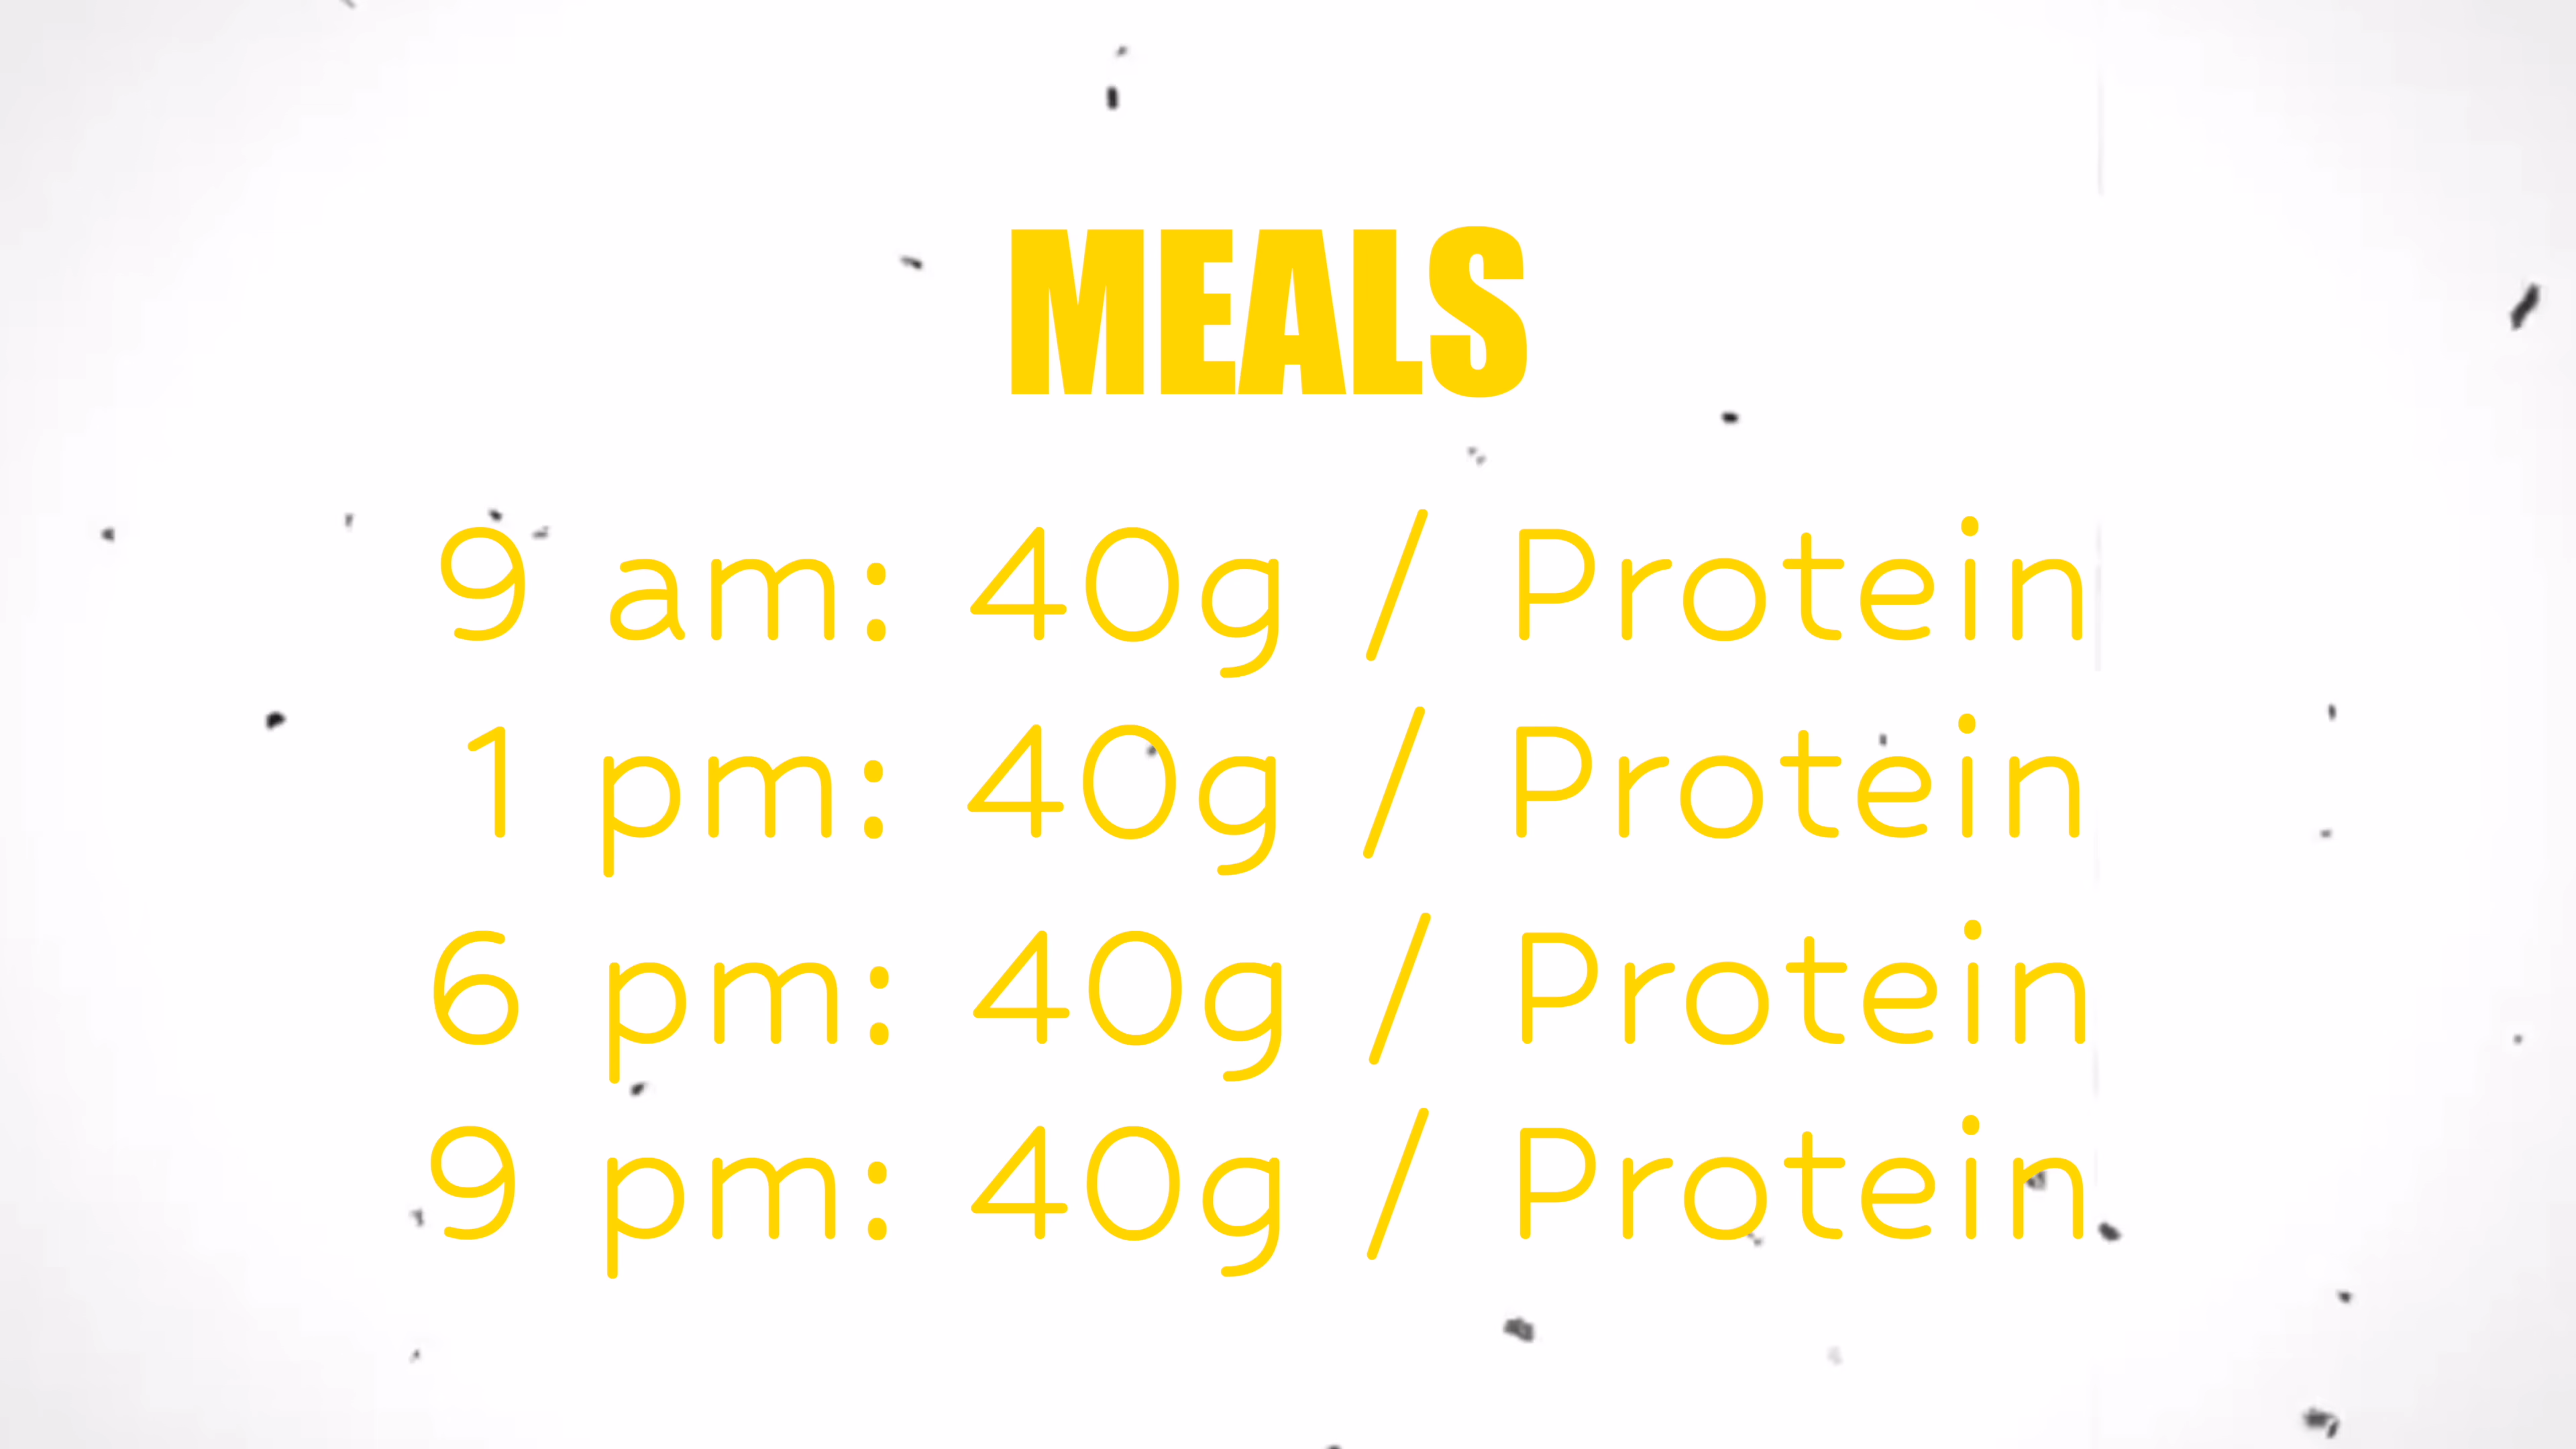 MEALS
9 am: 40g / Protein
1 pm: 40g / Protein
6 pm: 40g / Protein
9 pm: 40g / Protein